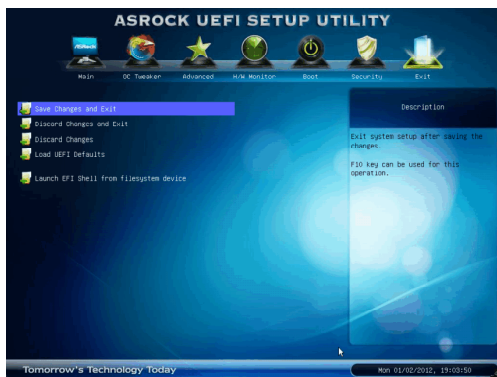 ASROCK UEFI SETUP UTILITY
ASRock
Main OC Tweaker Advanced H/W Monitor Boot Security Exit
Save Changes and Exit
Discard Changes and Exit
Discard Changes
Load UEFI Defaults
Launch EFI Shell from filesystem device
Description
Exit system setup after saving the
changes.
F10 key can be used for this
operation.
Tomorrow's Technology Today
Mon 01/02/2012, 19:03:50